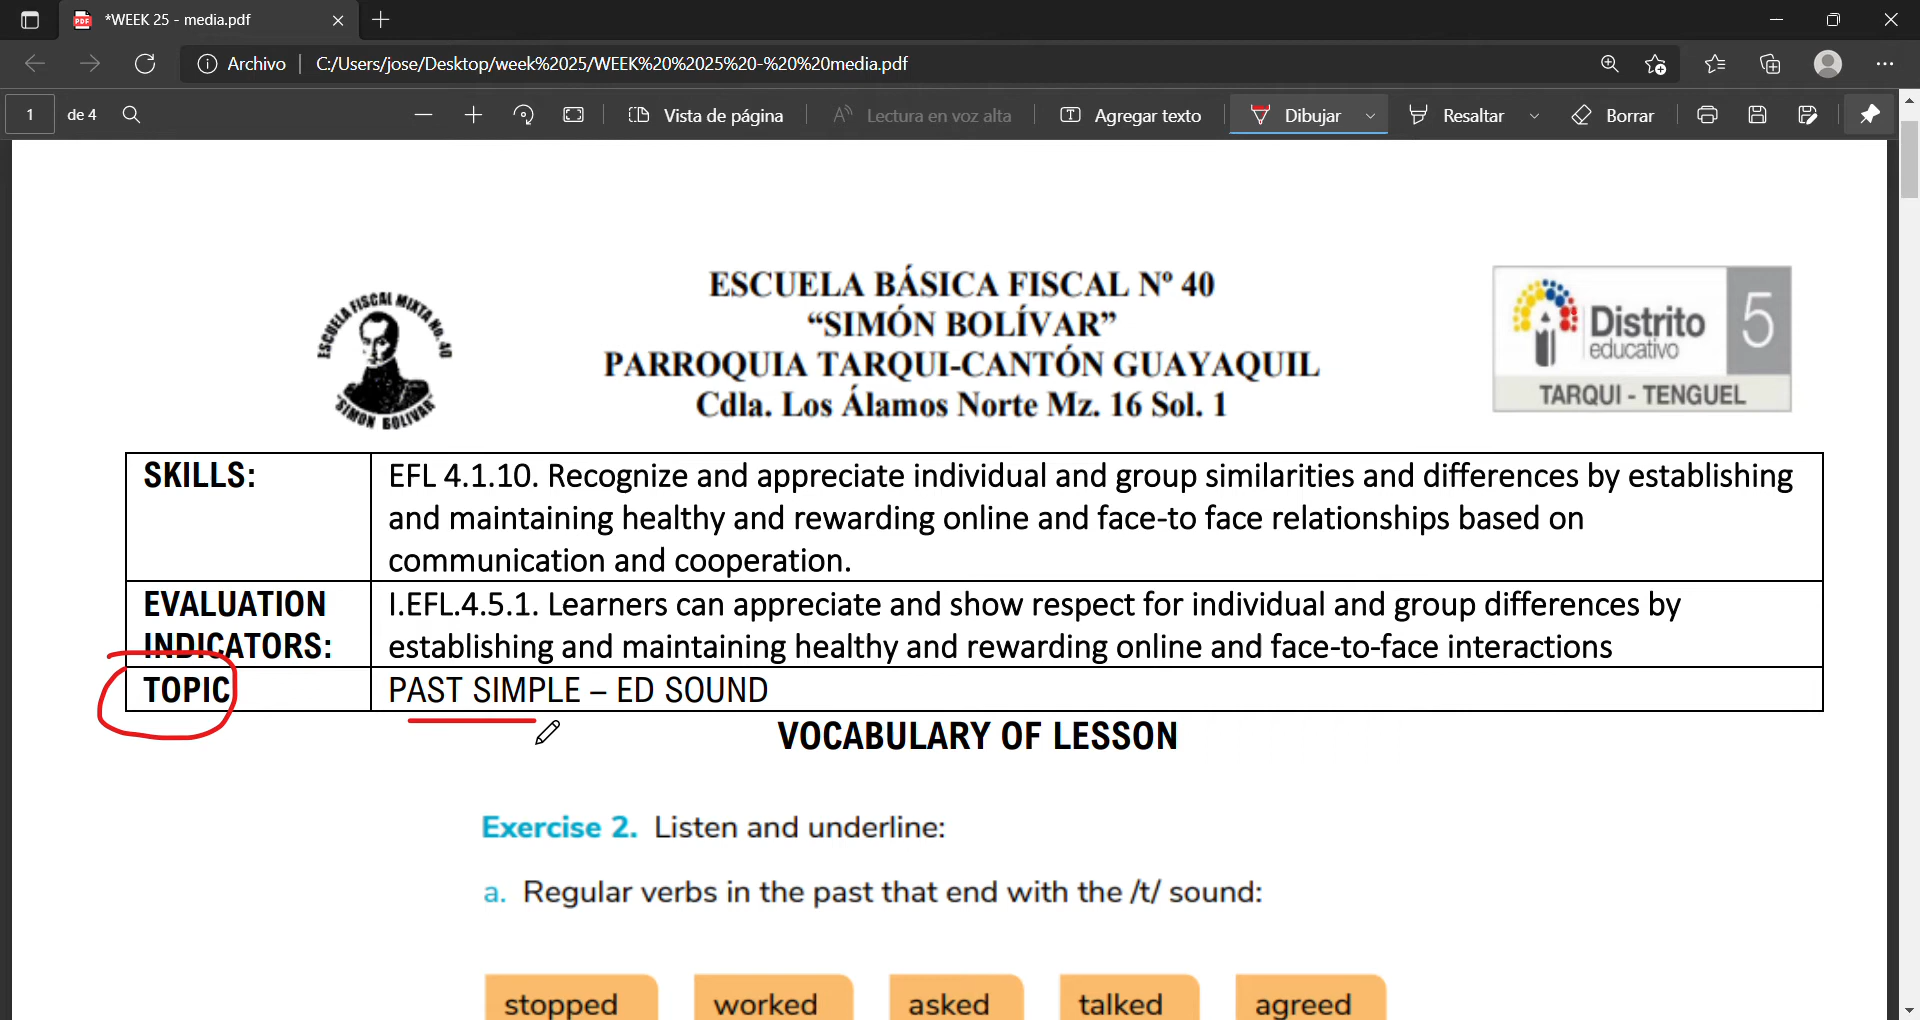 *WEEK 25 - media.pdf
Archivo
C:/Users/jose/Desktop/week%2025/WEEK%20%2025%20-%20%20media.pdf
1 de 4
Vista de página
Lectura en voz alta
Agregar texto
Dibujar
Resaltar
Borrar
ESCUELA FISCAL MIXTA No. 40
"SIMON BOLIVAR"
ESCUELA BÁSICA FISCAL Nº 40
“SIMÓN BOLÍVAR”
PARROQUIA TARQUI-CANTÓN GUAYAQUIL
Cdla. Los Álamos Norte Mz. 16 Sol. 1
Distrito
educativo
5
TARQUI - TENGUEL
SKILLS:
EFL 4.1.10. Recognize and appreciate individual and group similarities and differences by establishing
and maintaining healthy and rewarding online and face-to face relationships based on
communication and cooperation.
EVALUATION
INDICATORS:
I.EFL.4.5.1. Learners can appreciate and show respect for individual and group differences by
establishing and maintaining healthy and rewarding online and face-to-face interactions
TOPIC
PAST SIMPLE – ED SOUND
VOCABULARY OF LESSON
Exercise 2. Listen and underline:
a. Regular verbs in the past that end with the /t/ sound:
stopped worked asked talked agreed